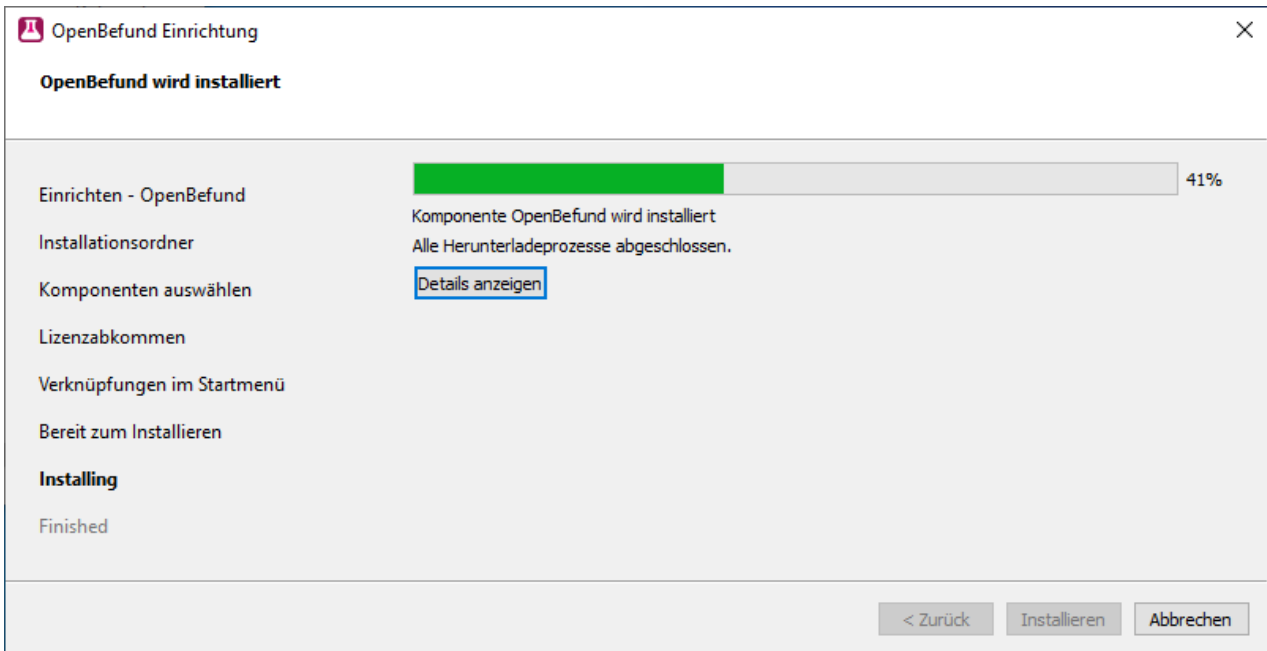 OpenBefund Einrichtung
OpenBefund wird installiert
Einrichten - OpenBefund
Installationsordner
Komponenten auswählen
Lizenzabkommen
Verknüpfungen im Startmenü
Bereit zum Installieren
Installing
Finished
41%
Komponente OpenBefund wird installiert
Alle Herunterladeprozesse abgeschlossen.
Details anzeigen
< Zurück
Installieren
Abbrechen